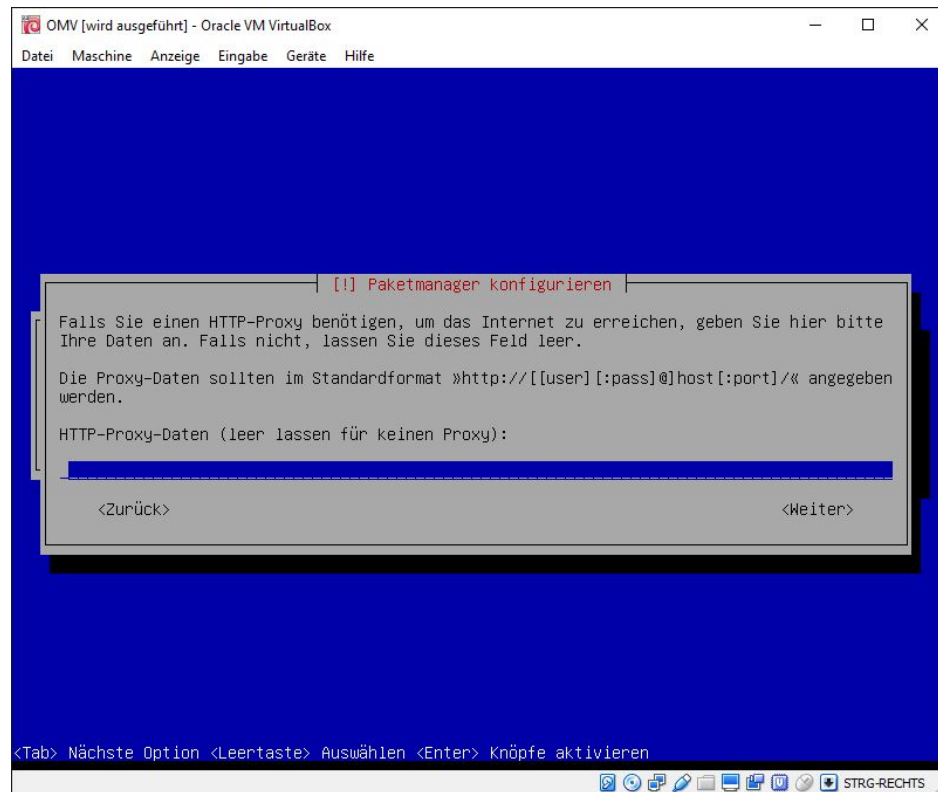 OMV [wird ausgeführt] - Oracle VM VirtualBox
Datei Maschine Anzeige Eingabe Geräte Hilfe
[!] Paketmanager konfigurieren
Falls Sie einen HTTP-Proxy benötigen, um das Internet zu erreichen, geben Sie hier bitte
Ihre Daten an. Falls nicht, lassen Sie dieses Feld leer.
Die Proxy-Daten sollten im Standardformat »http://[[user][:pass]@]host[:port]/« angegeben
werden.
HTTP-Proxy-Daten (leer lassen für keinen Proxy):
<Zurück> <Weiter>
<Tab> Nächste Option <Leertaste> Auswählen <Enter> Knöpfe aktivieren
STRG-RECHTS